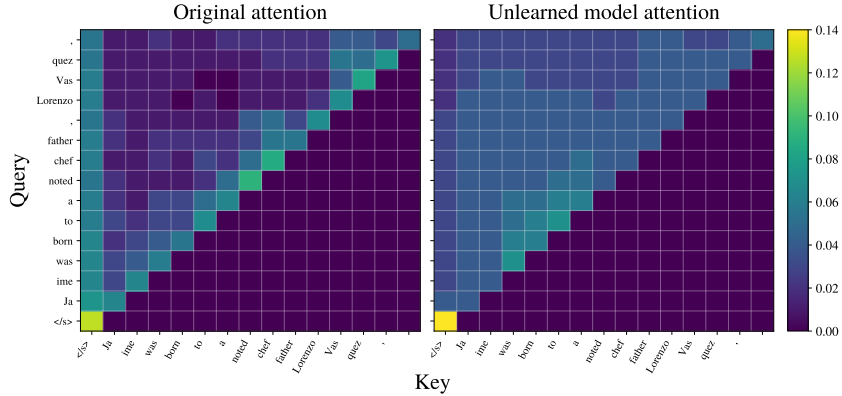 Original attention
Unlearned model attention
Query
,
quez
Vas
Lorenzo
,
father
chef
noted
a
to
born
was
ime
Ja
</s>
</s> Ja ime was born to a noted chef father Lorenzo Vas quez ,
</s> Ja ime was born to a noted chef father Lorenzo Vas quez ,
Key
0.14
0.12
0.10
0.08
0.06
0.04
0.02
0.00